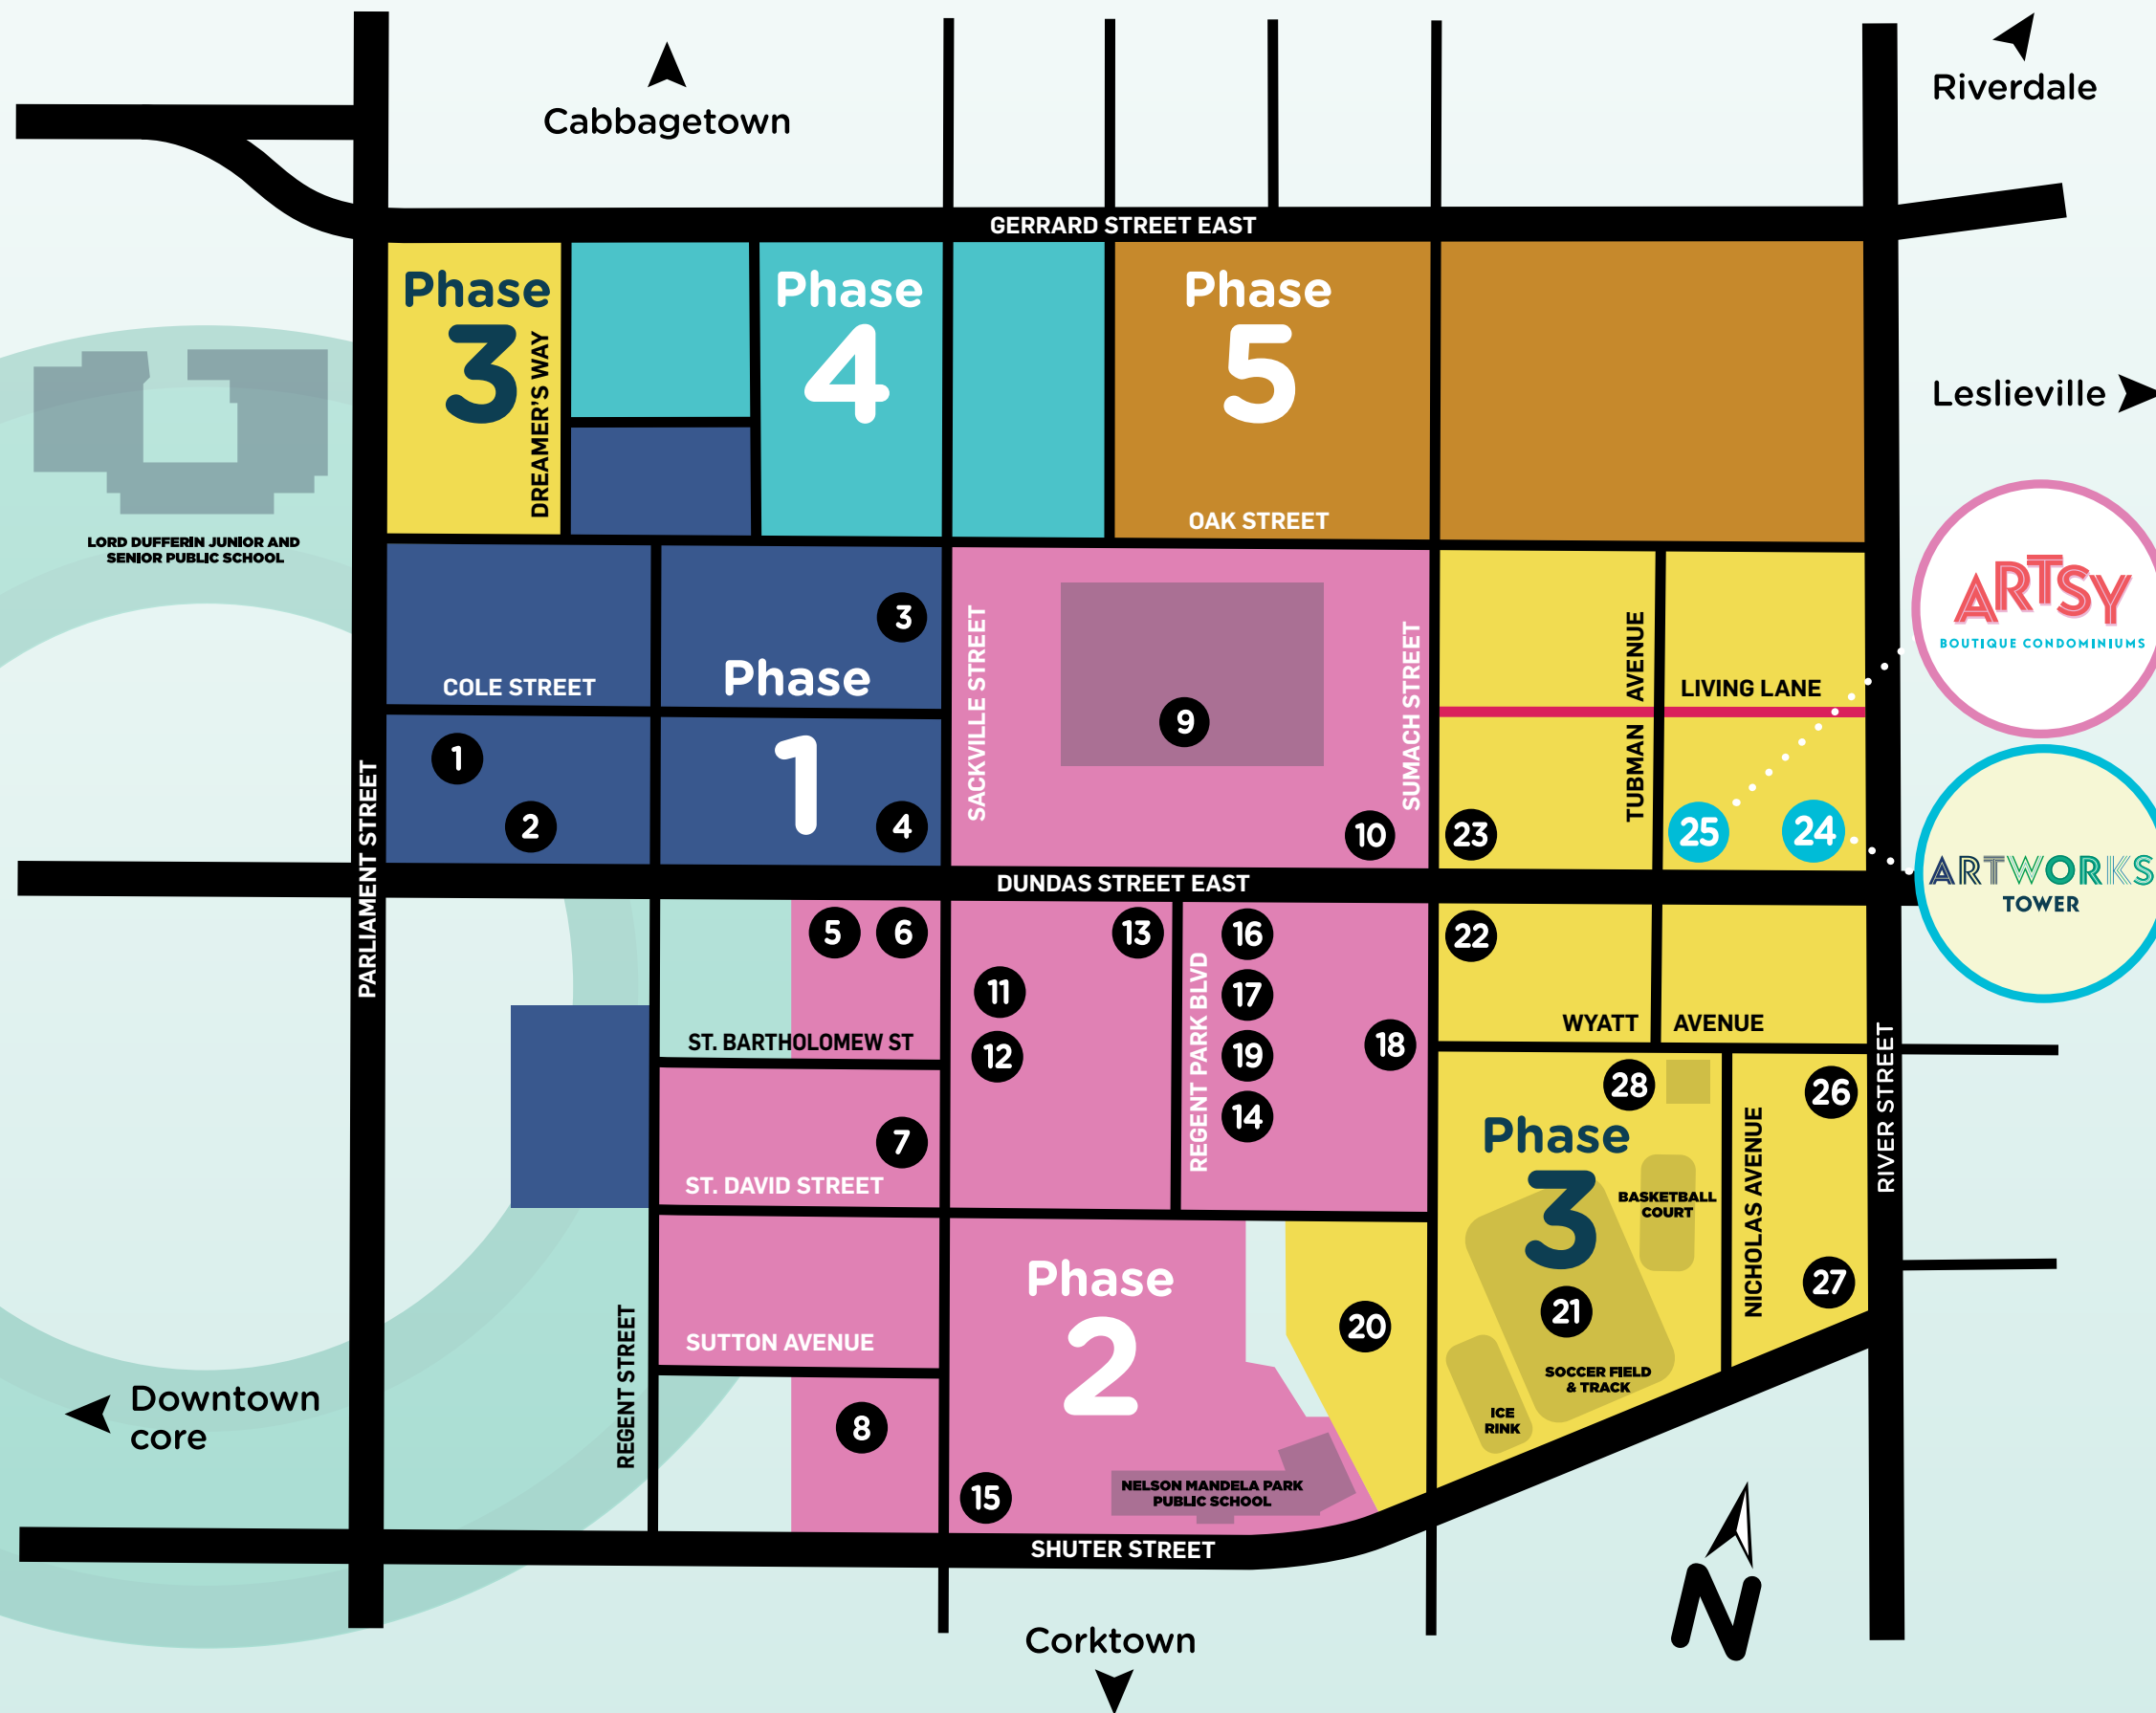 Cabbagetown
Riverdale
GERRARD STREET EAST
Phase
3
DREAMER'S WAY
Phase
4
Phase
5
OAK STREET
Leslieville
LORD DUFFERIN JUNIOR AND
SENIOR PUBLIC SCHOOL
ARTSY
BOUTIQUE CONDOMINIUMS
3
COLE STREET
Phase
1
1
2
4
SACKVILLE STREET
9
SUMACH STREET
10
TUBMAN AVENUE
LIVING LANE
23
25
24
PARLIAMENT STREET
DUNDAS STREET EAST
ARTWORKS
TOWER
5
6
13
16
22
11
17
REGENT PARK BLVD
WYATT AVENUE
ST. BARTHOLOMEW ST
12
19
18
28
26
RIVER STREET
14
7
Phase
3
BASKETBALL
COURT
NICHOLAS AVENUE
ST. DAVID STREET
27
Phase
2
20
21
SUTTON AVENUE
REGENT STREET
SOCCER FIELD
& TRACK
Downtown
core
8
ICE
RINK
15
NELSON MANDELA PARK
PUBLIC SCHOOL
SHUTER STREET
N
Corktown